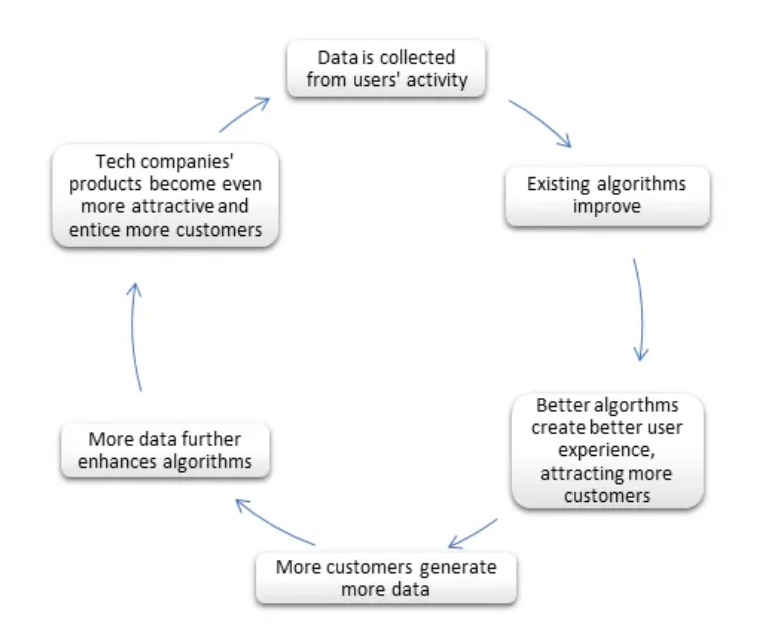 Data is collected
from users' activity
Existing algorithms
improve
Better algorthms
create better user
experience,
attracting more
customers
More customers generate
more data
More data further
enhances algorithms
Tech companies'
products become even
more attractive and
entice more customers